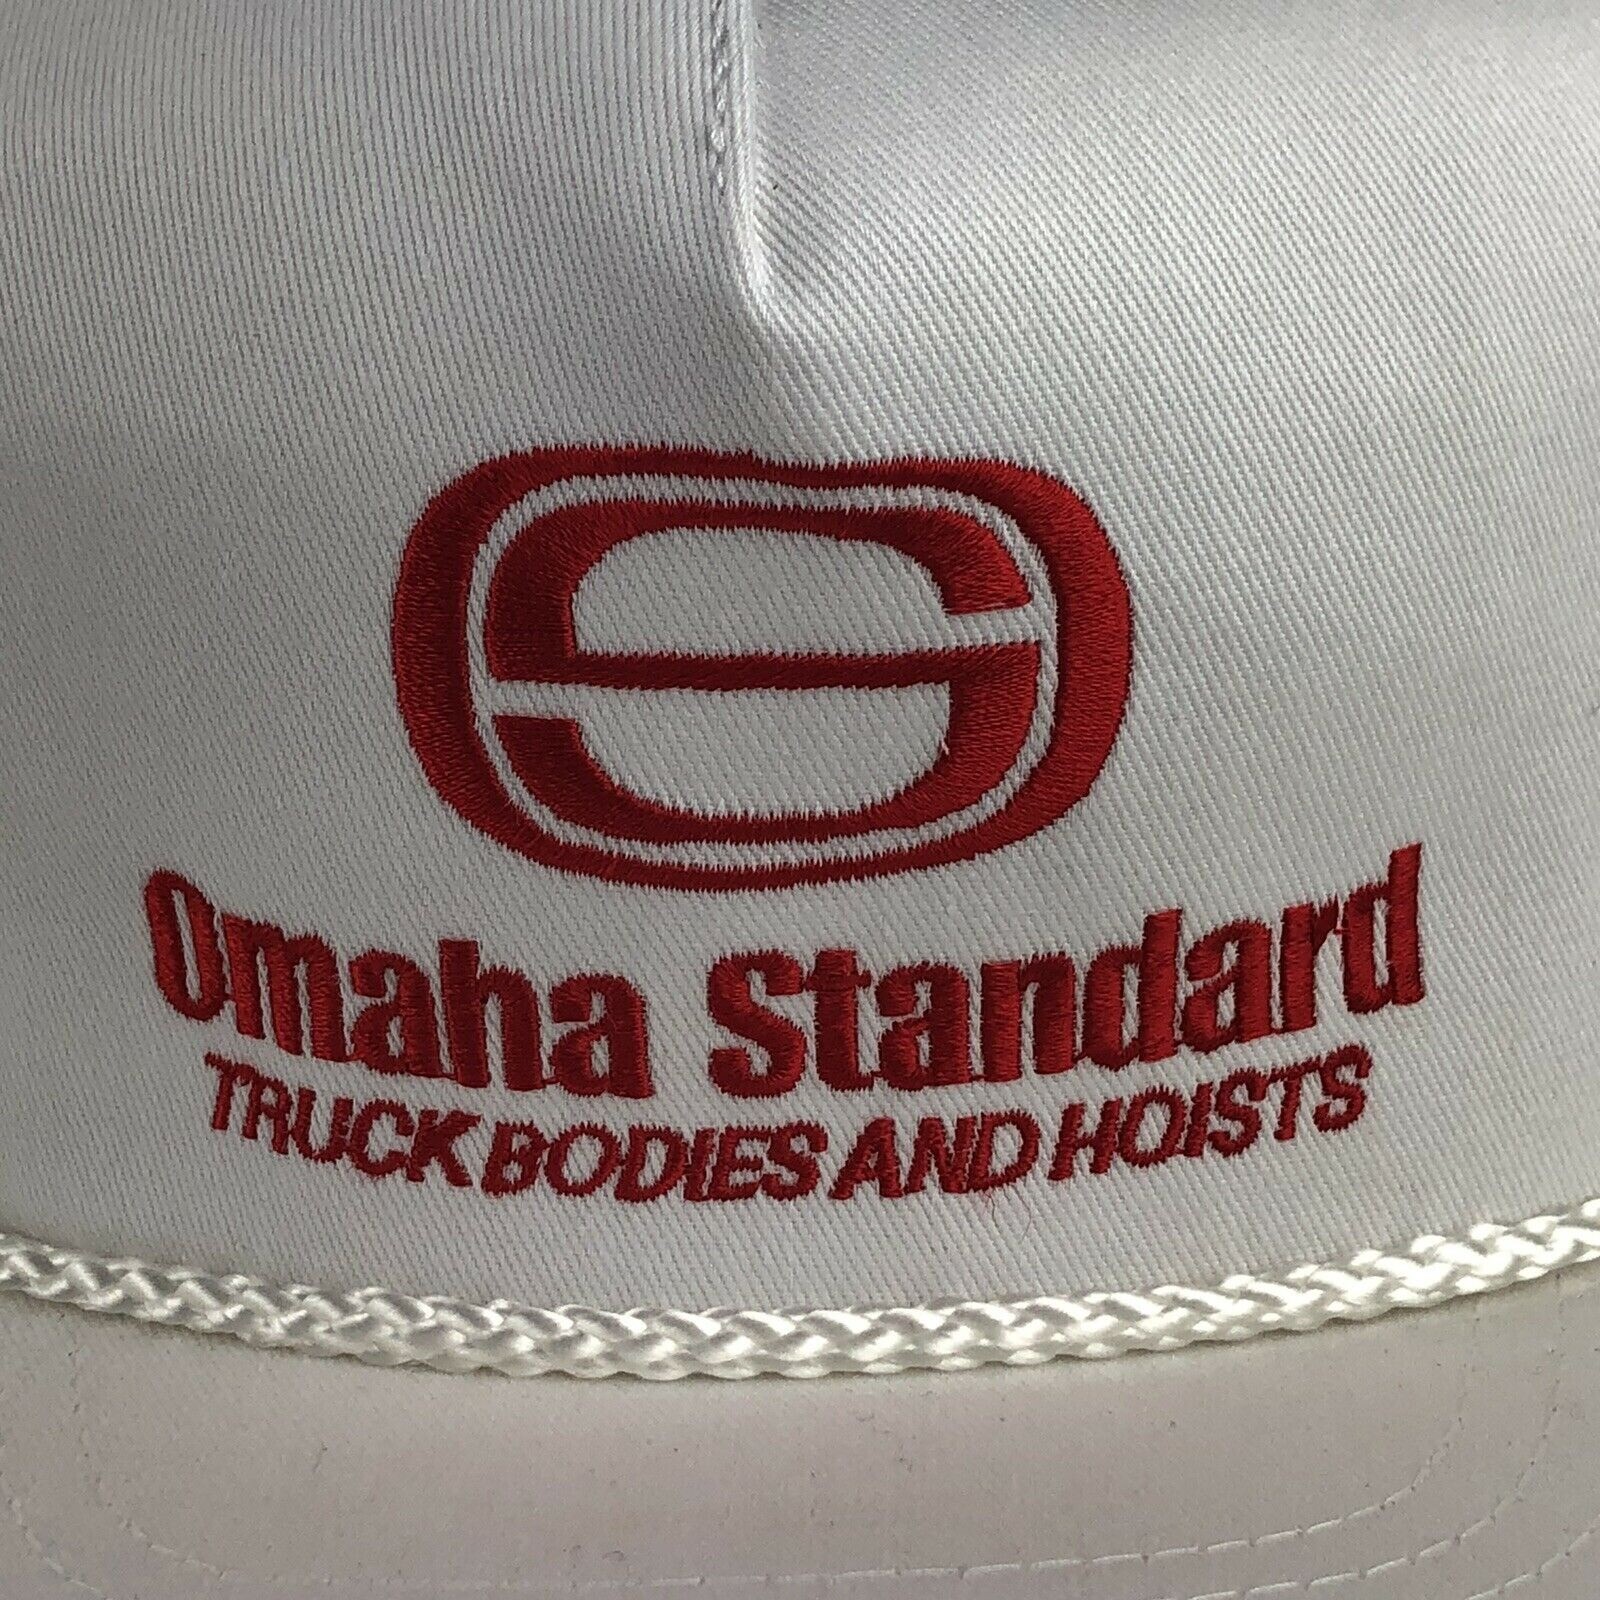 Omaha Standard
TRUCK BODIES AND HOISTS